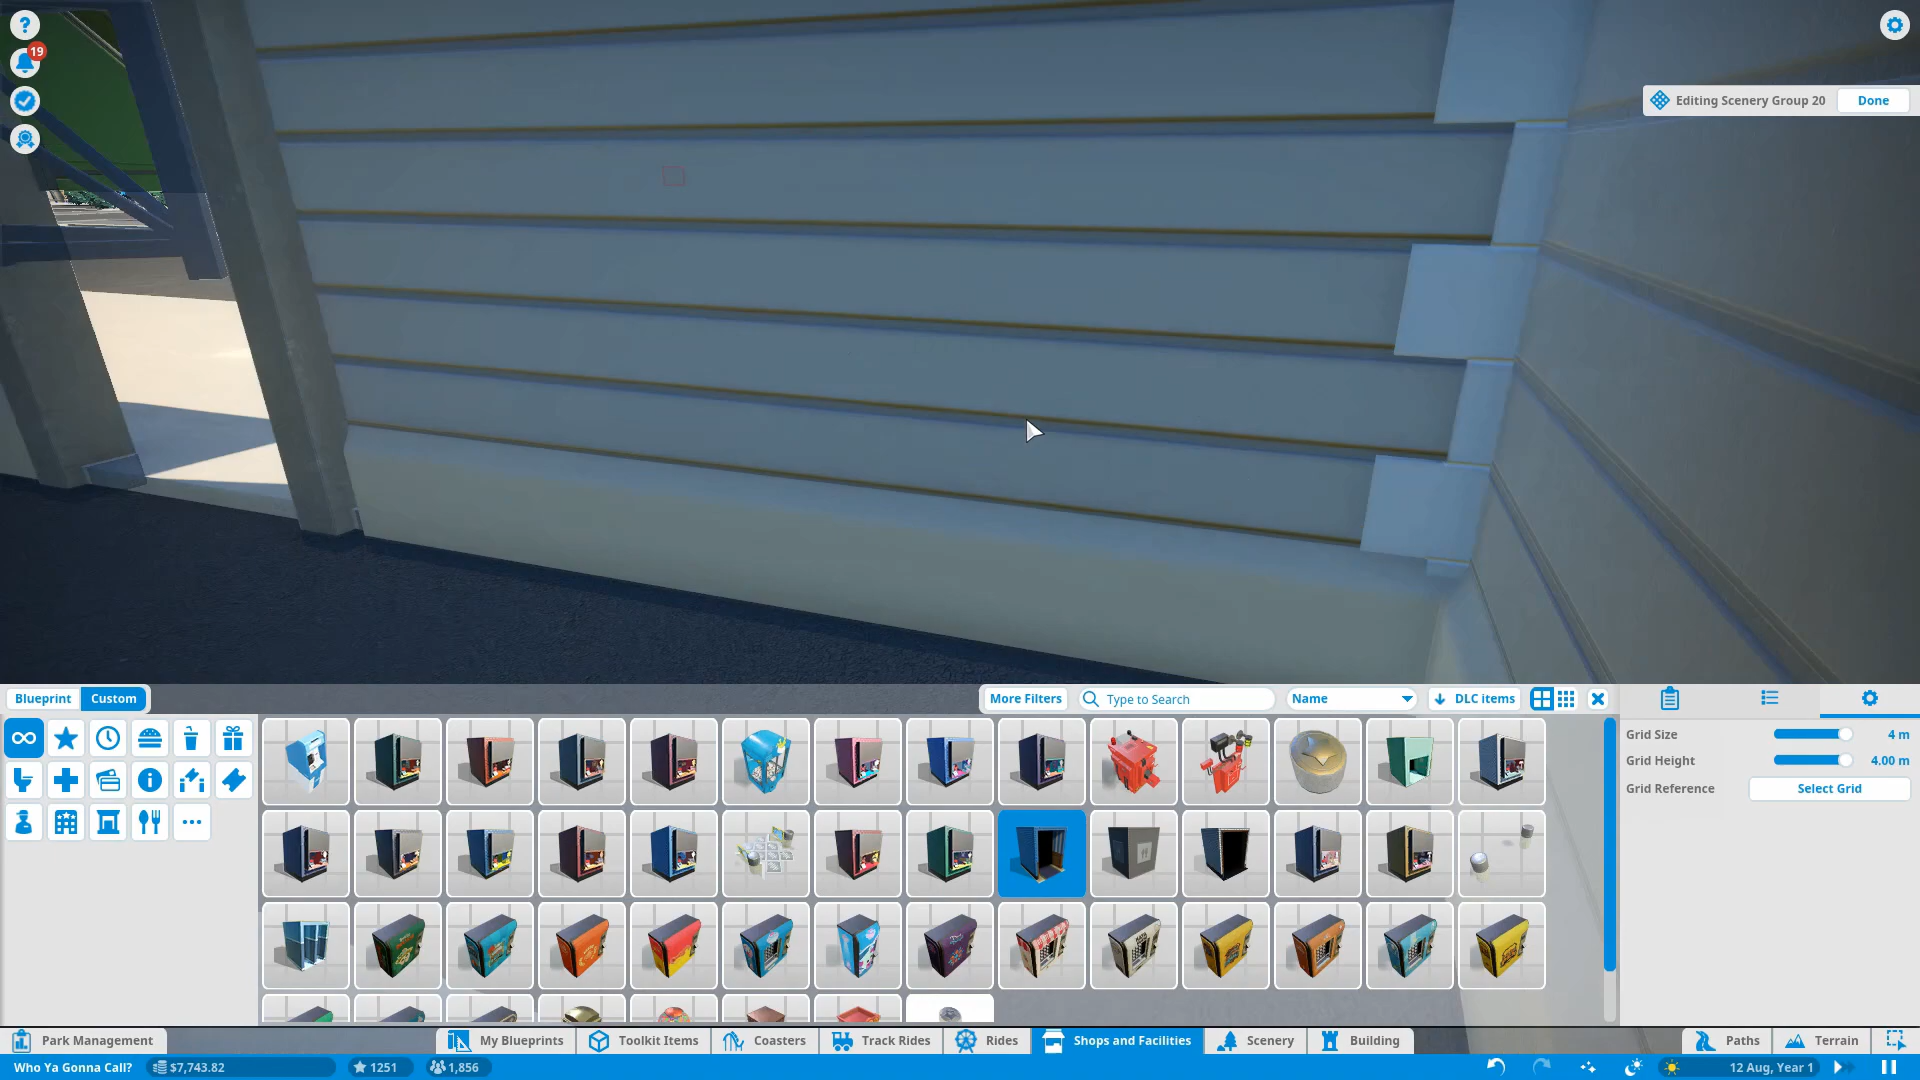 ?
19
Editing Scenery Group 20
Done
Blueprint
Custom
More Filters
Type to Search
Name
DLC items
Grid Size
4 m
Grid Height
4.00 m
Grid Reference
Select Grid
Park Management
My Blueprints
Toolkit Items
Coasters
Track Rides
Rides
Shops and Facilities
Scenery
Building
Paths
Terrain
Who Ya Gonna Call?
$7,743.82
1251
1,856
12 Aug, Year 1